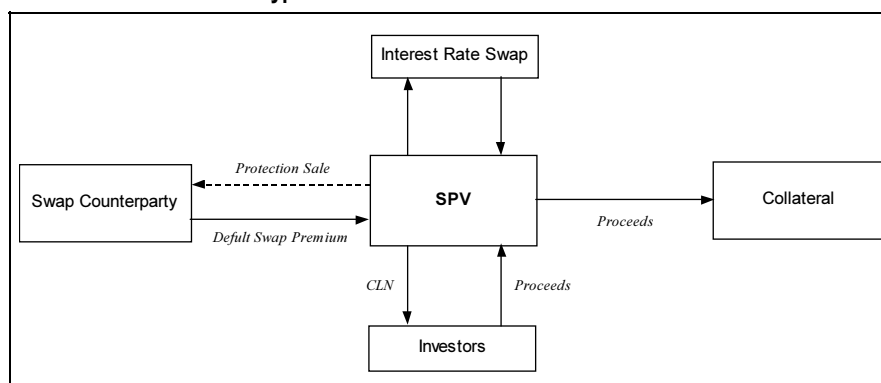 Interest Rate Swap
Protection Sale
SPV
Swap Counterparty
Collateral
Proceeds
Defult Swap Premium
CLN
Proceeds
Investors